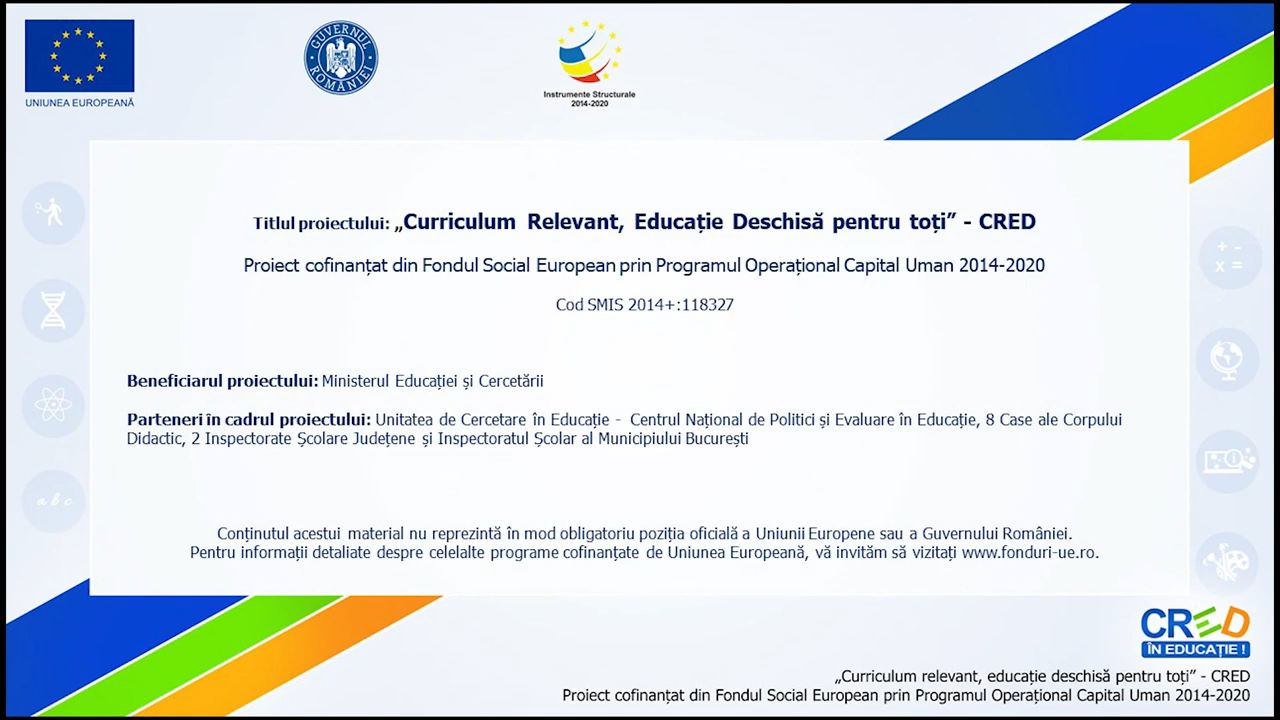 UNIUNEA EUROPEANĂ
GUVERNUL ROMÂNIEI
Instrumente Structurale
2014-2020
Titlul proiectului: „Curriculum Relevant, Educație Deschisă pentru toți” - CRED
Proiect cofinanțat din Fondul Social European prin Programul Operațional Capital Uman 2014-2020
Cod SMIS 2014+:118327
Beneficiarul proiectului: Ministerul Educației și Cercetării
Parteneri în cadrul proiectului: Unitatea de Cercetare în Educație - Centrul Național de Politici și Evaluare în Educație, 8 Case ale Corpului
Didactic, 2 Inspectorate Școlare Județene și Inspectoratul Școlar al Municipiului București
Conținutul acestui material nu reprezintă în mod obligatoriu poziția oficială a Uniunii Europene sau a Guvernului României.
Pentru informații detaliate despre celelalte programe cofinanțate de Uniunea Europeană, vă invităm să vizitați www.fonduri-ue.ro.
a b c
+ -
x =
CRED
ÎN EDUCAȚIE !
„Curriculum relevant, educație deschisă pentru toți” - CRED
Proiect cofinanțat din Fondul Social European prin Programul Operațional Capital Uman 2014-2020